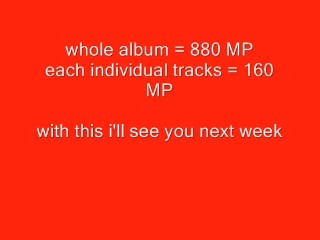 whole album = 880 MP
each individual tracks = 160
MP
with this i'll see you next week